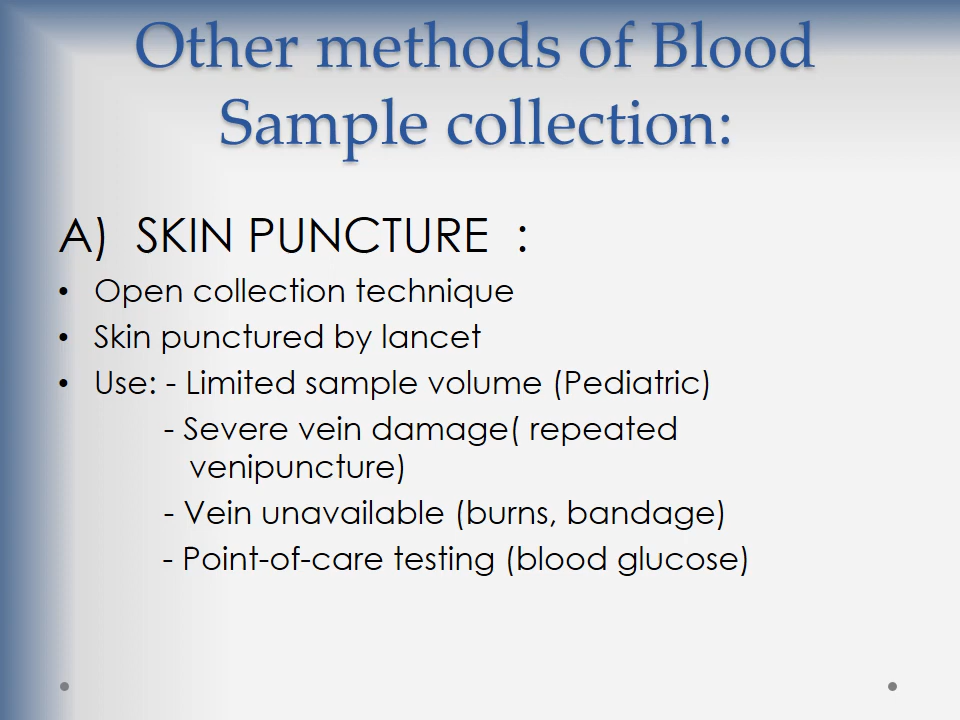 Other methods of Blood
Sample collection:
A) SKIN PUNCTURE :
• Open collection technique
• Skin punctured by lancet
• Use: - Limited sample volume (Pediatric)
- Severe vein damage( repeated
venipuncture)
- Vein unavailable (burns, bandage)
- Point-of-care testing (blood glucose)